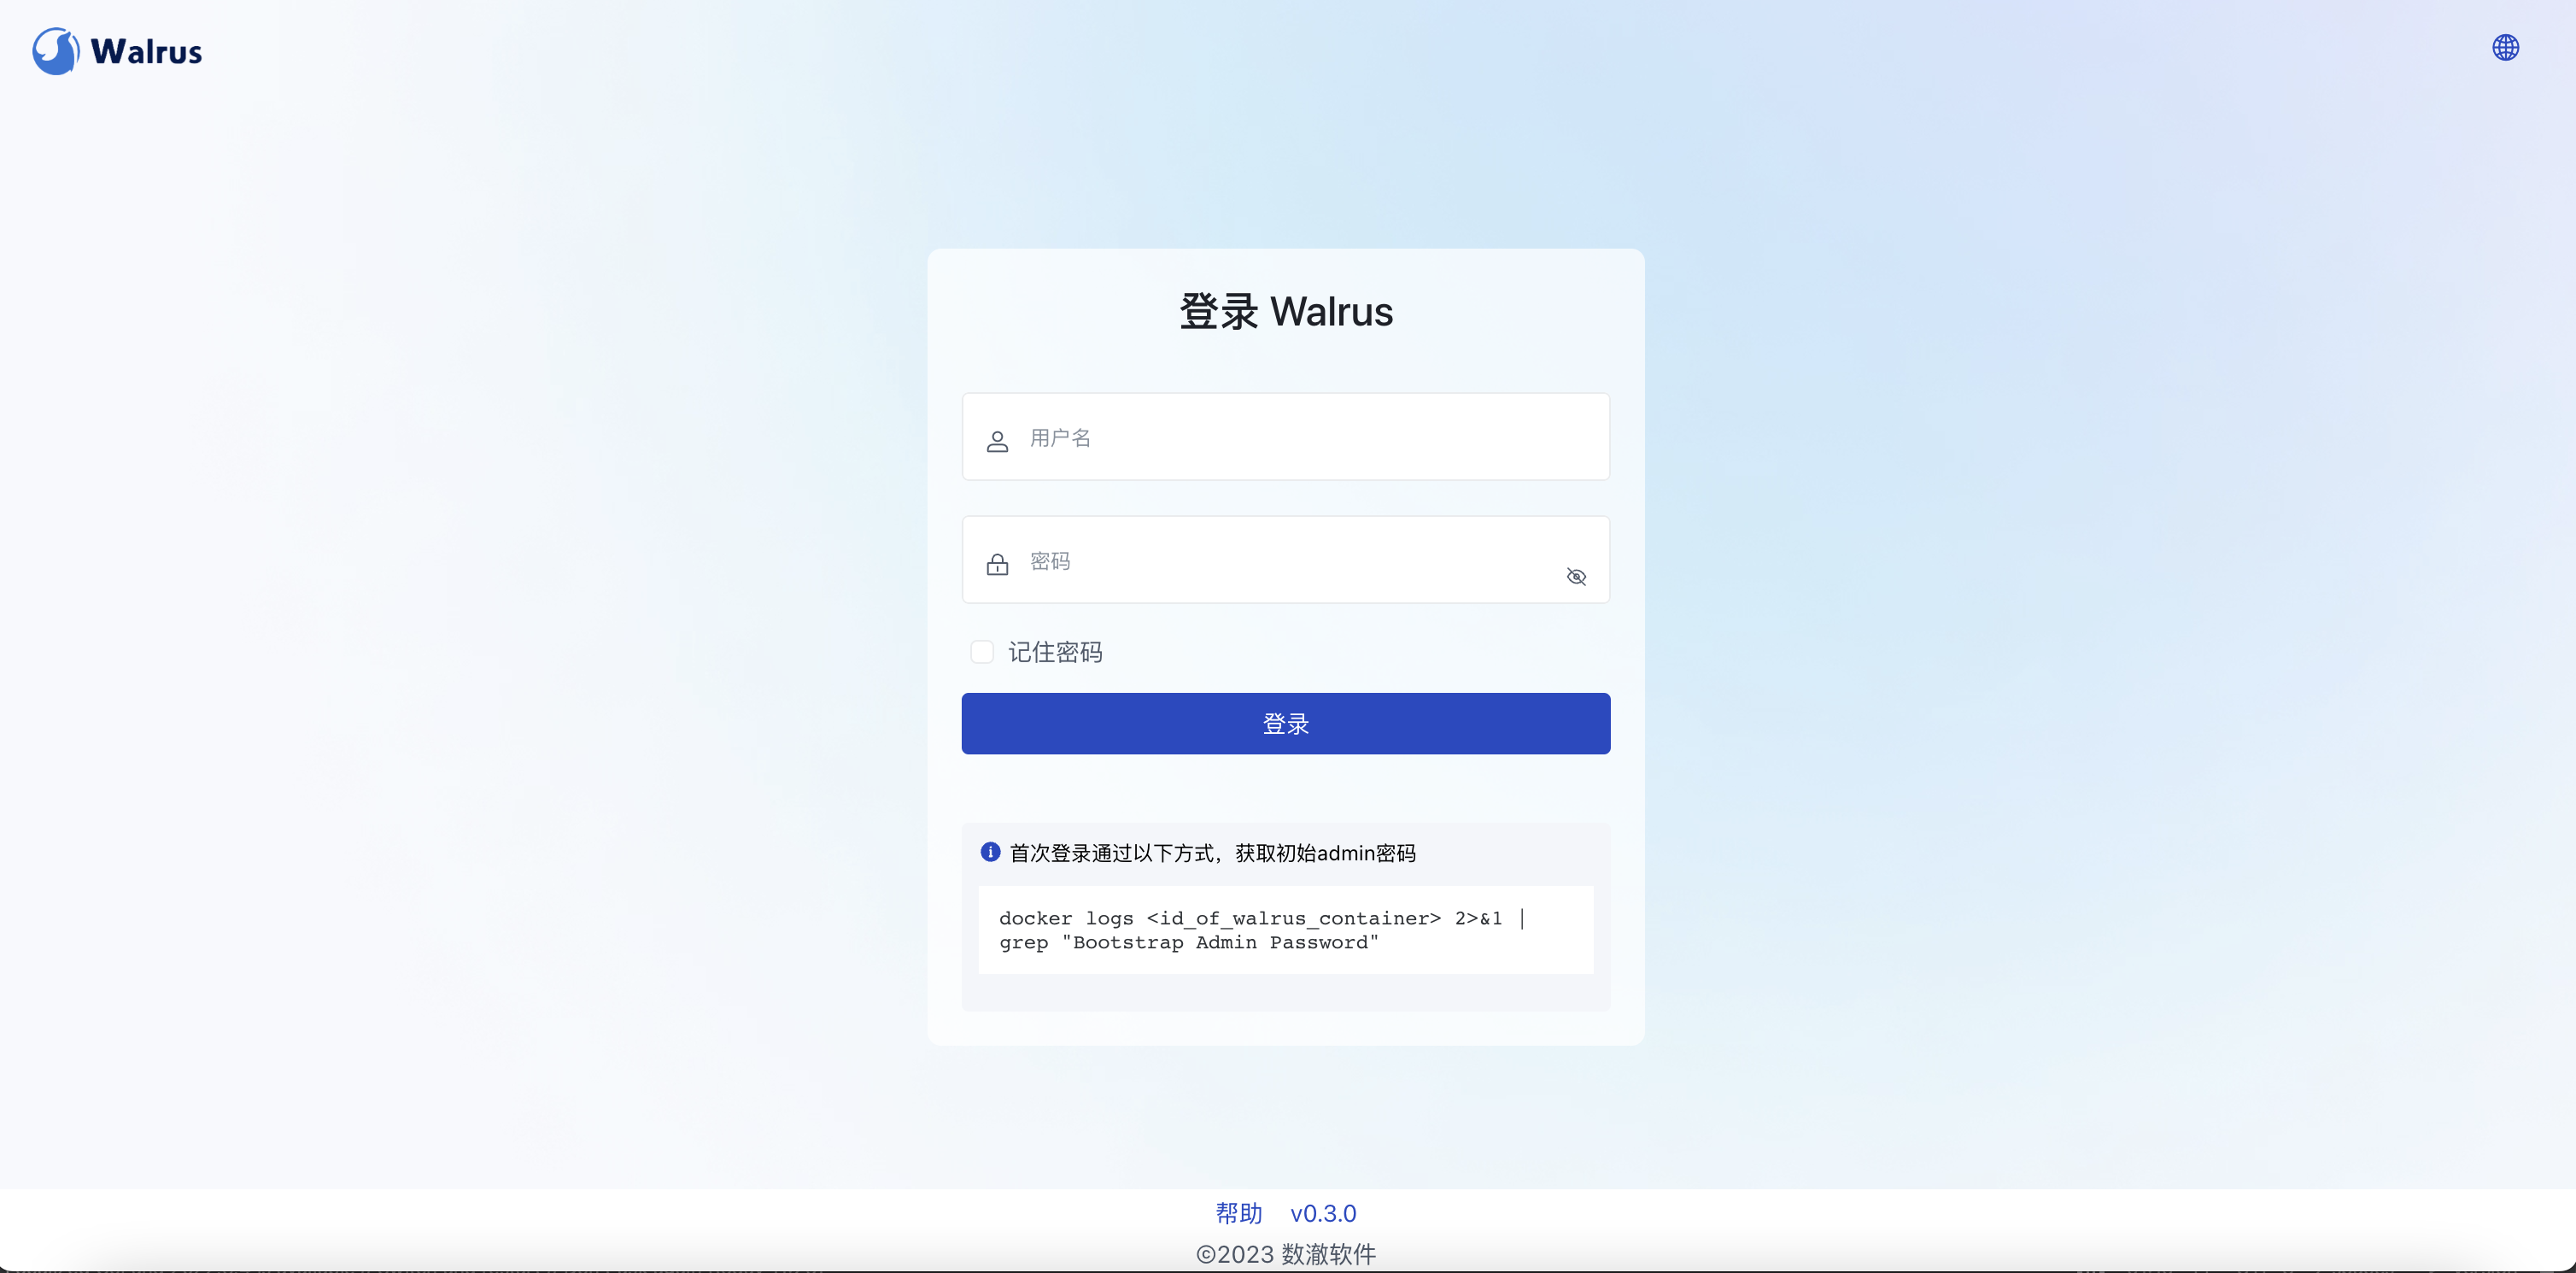 Walrus
登录 Walrus
用户名
密码
记住密码
登录
首次登录通过以下方式，获取初始admin密码
docker logs <id_of_walrus_container> 2>&1 |
grep "Bootstrap Admin Password"
帮助 v0.3.0
©2023 数澈软件